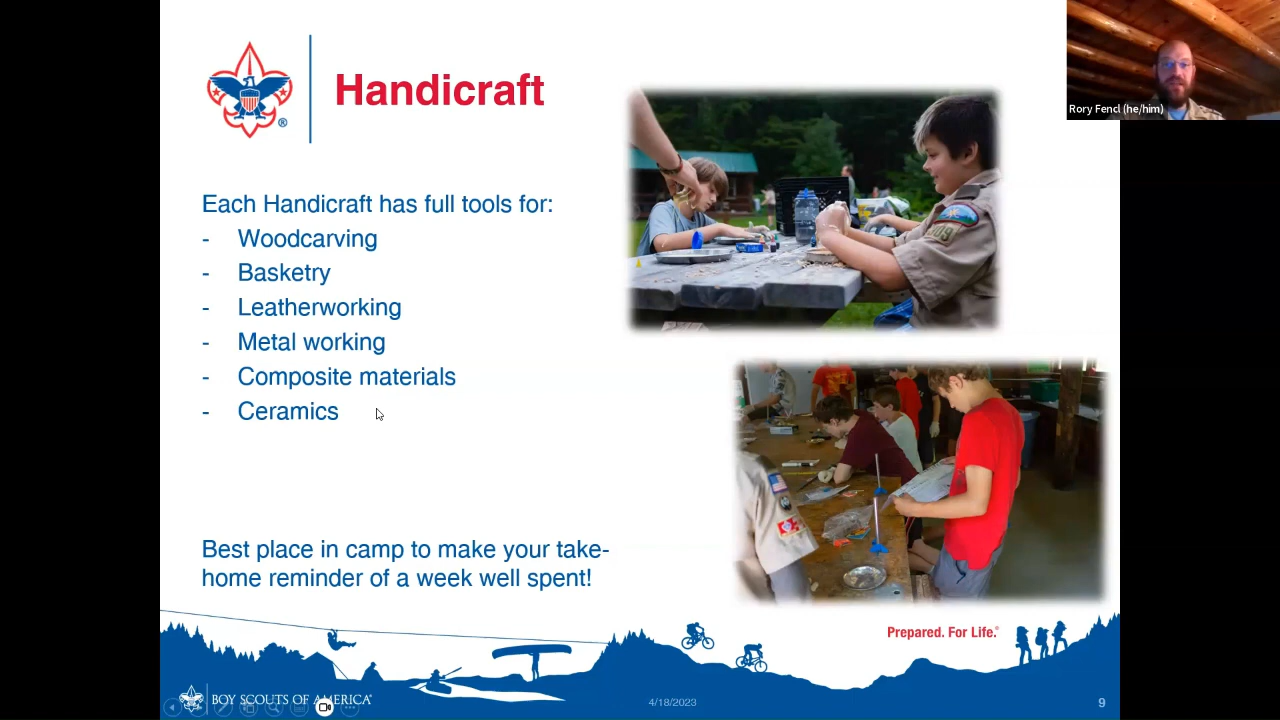 Handicraft
®
Rory Fencl (he/him)
Each Handicraft has full tools for:
- Woodcarving
- Basketry
- Leatherworking
- Metal working
- Composite materials
- Ceramics
Best place in camp to make your take-
home reminder of a week well spent!
Prepared. For Life.®
BOY SCOUTS OF AMERICA®
4/18/2023
9